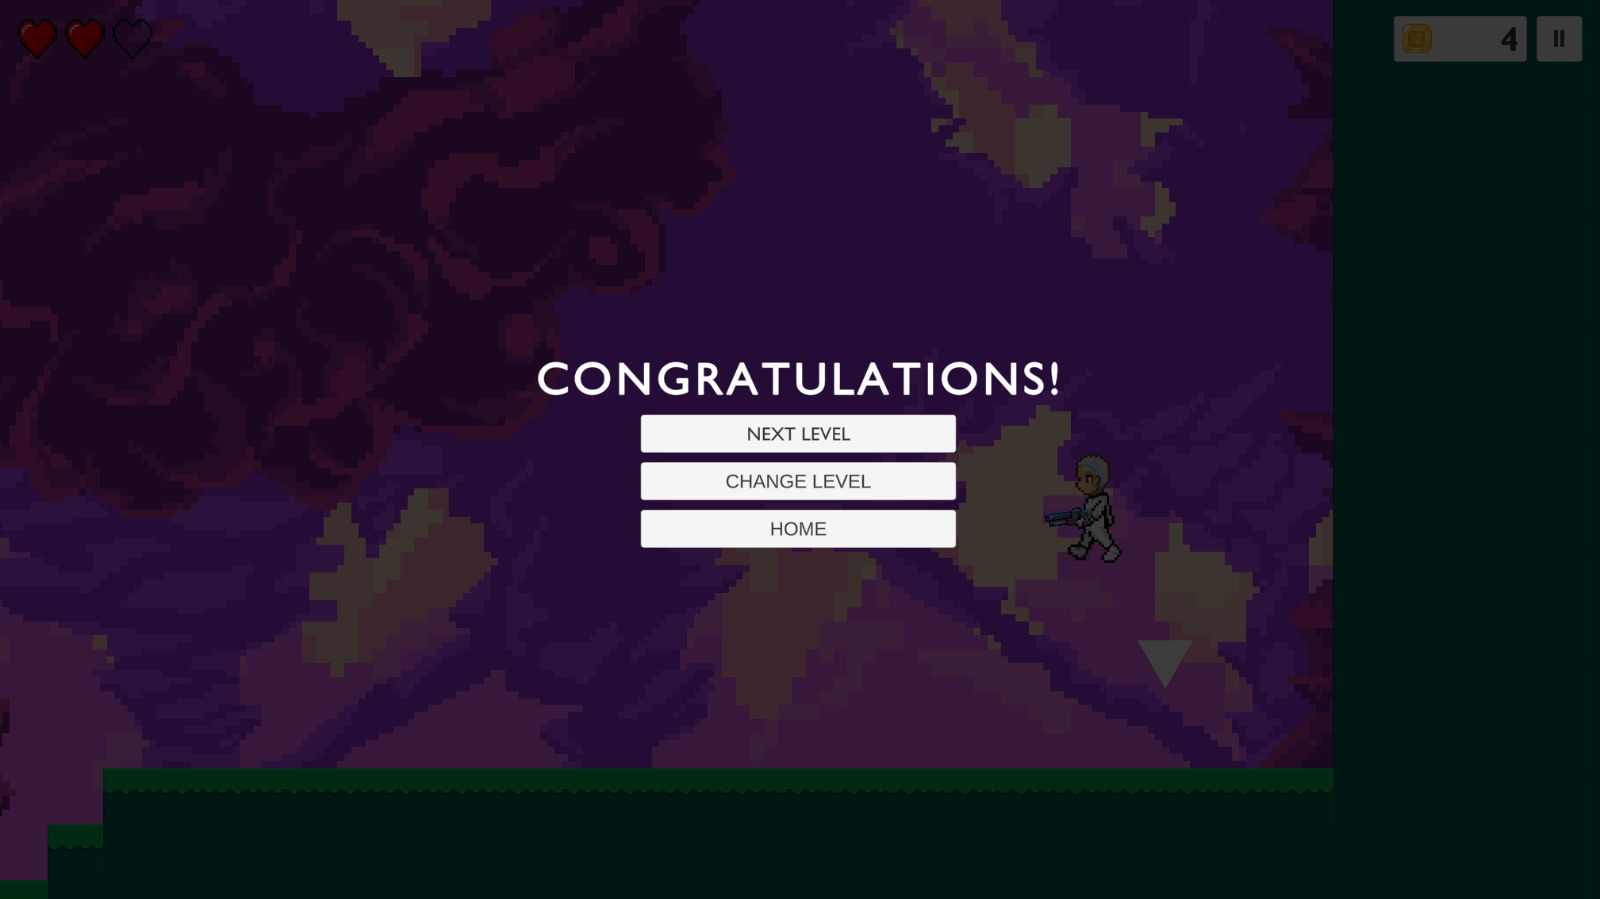 4
CONGRATULATIONS!
NEXT LEVEL
CHANGE LEVEL
HOME